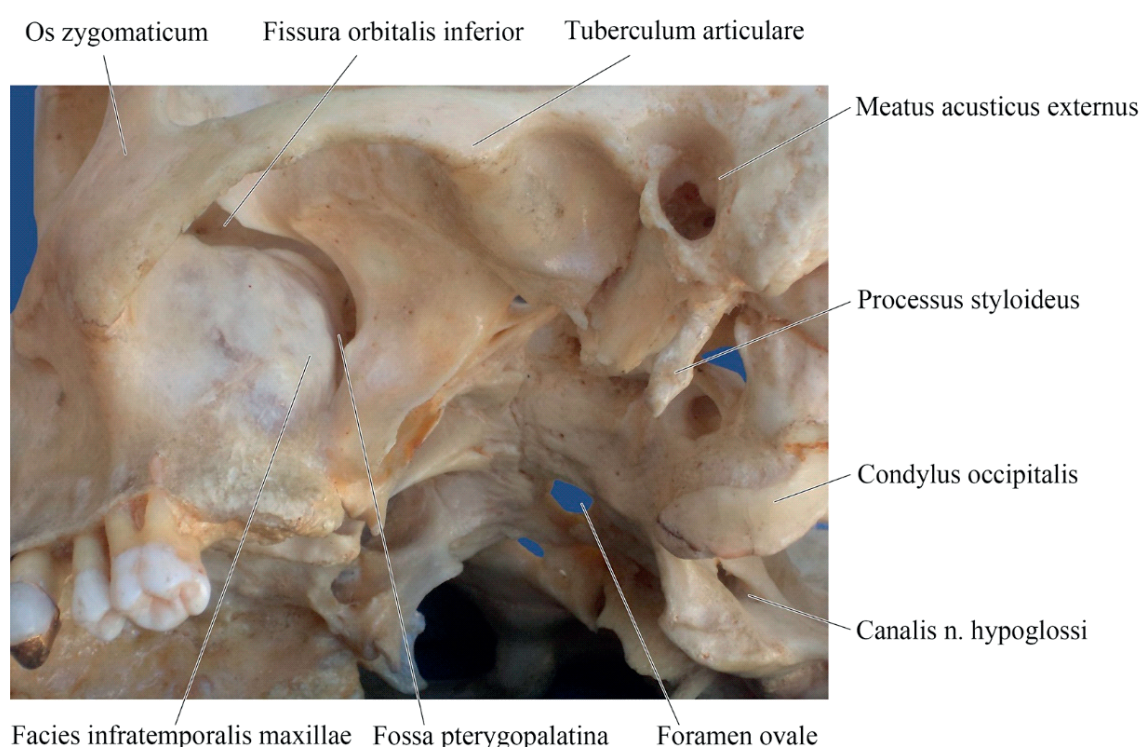 Os zygomaticum
Fissura orbitalis inferior
Tuberculum articulare
Meatus acusticus externus
Processus styloideus
Condylus occipitalis
Canalis n. hypoglossi
Facies infratemporalis maxillae
Fossa pterygopalatina
Foramen ovale